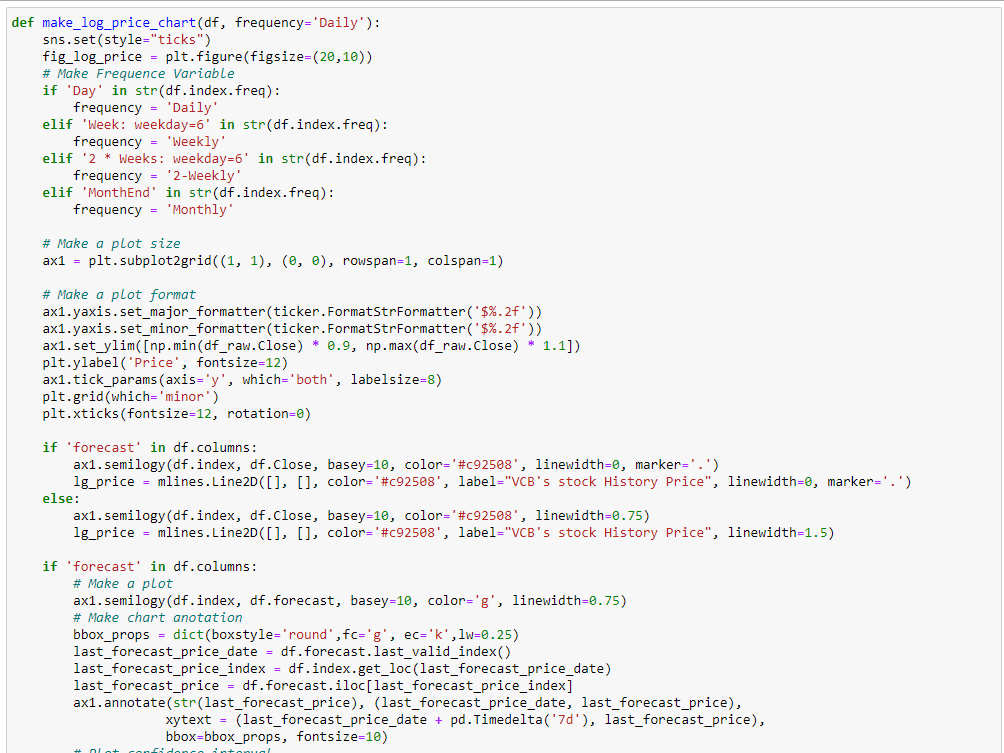 def make_log_price_chart(df, frequency='Daily'):
    sns.set(style="ticks")
    fig_log_price = plt.figure(figsize=(20,10))
    # Make Frequence Variable
    if 'Day' in str(df.index.freq):
        frequency = 'Daily'
    elif 'Week: weekday=6' in str(df.index.freq):
        frequency = 'Weekly'
    elif '2 * Weeks: weekday=6' in str(df.index.freq):
        frequency = '2-Weekly'
    elif 'MonthEnd' in str(df.index.freq):
        frequency = 'Monthly'

    # Make a plot size
    ax1 = plt.subplot2grid((1, 1), (0, 0), rowspan=1, colspan=1)

    # Make a plot format
    ax1.yaxis.set_major_formatter(ticker.FormatStrFormatter('$%.2f'))
    ax1.yaxis.set_minor_formatter(ticker.FormatStrFormatter('$%.2f'))
    ax1.set_ylim([np.min(df_raw.Close) * 0.9, np.max(df_raw.Close) * 1.1])
    plt.ylabel('Price', fontsize=12)
    ax1.tick_params(axis='y', which='both', labelsize=8)
    plt.grid(which='minor')
    plt.xticks(fontsize=12, rotation=0)

    if 'forecast' in df.columns:
        ax1.semilogy(df.index, df.Close, basey=10, color='#c92508', linewidth=0, marker='.')
        lg_price = mlines.Line2D([], [], color='#c92508', label="VCB's stock History Price", linewidth=0, marker='.')
    else:
        ax1.semilogy(df.index, df.Close, basey=10, color='#c92508', linewidth=0.75)
        lg_price = mlines.Line2D([], [], color='#c92508', label="VCB's stock History Price", linewidth=1.5)

    if 'forecast' in df.columns:
        # Make a plot
        ax1.semilogy(df.index, df.forecast, basey=10, color='g', linewidth=0.75)
        # Make chart anotation
        bbox_props = dict(boxstyle='round',fc='g', ec='k',lw=0.25)
        last_forecast_price_date = df.forecast.last_valid_index()
        last_forecast_price_index = df.index.get_loc(last_forecast_price_date)
        last_forecast_price = df.forecast.iloc[last_forecast_price_index]
        ax1.annotate(str(last_forecast_price), (last_forecast_price_date, last_forecast_price),
                    xytext = (last_forecast_price_date + pd.Timedelta('7d'), last_forecast_price),
                    bbox=bbox_props, fontsize=10)
        # Plot confidence interval